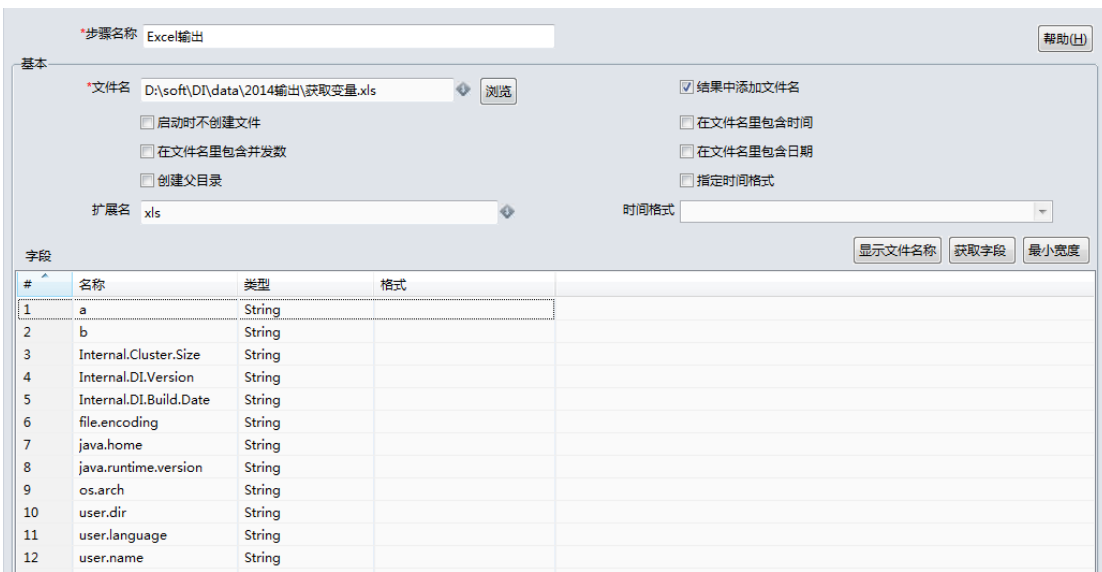 *步骤名称 Excel输出 帮助(H)
基本
*文件名 D:\soft\DI\data\2014输出\获取变量.xls 浏览 结果中添加文件名
启动时不创建文件 在文件名里包含时间
在文件名里包含并发数 在文件名里包含日期
创建父目录 指定时间格式
扩展名 xls 时间格式
字段 显示文件名称 获取字段 最小宽度
# 名称 类型 格式
1 a String
2 b String
3 Internal.Cluster.Size String
4 Internal.DI.Version String
5 Internal.DI.Build.Date String
6 file.encoding String
7 java.home String
8 java.runtime.version String
9 os.arch String
10 user.dir String
11 user.language String
12 user.name String